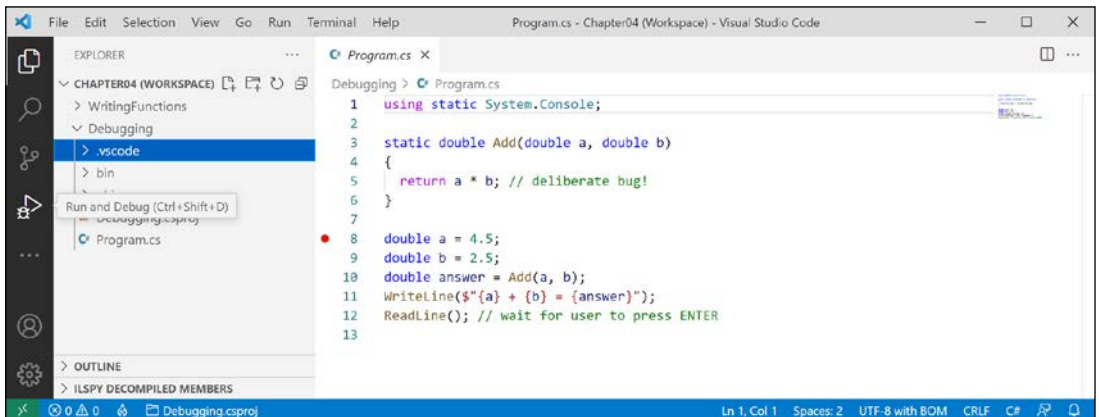 File Edit Selection View Go Run Terminal Help Program.cs - Chapter04 (Workspace) - Visual Studio Code
EXPLORER
CHAPTER04 (WORKSPACE)
WritingFunctions
Debugging
.vscode
bin
Run and Debug (Ctrl+Shift+D)
Debugging.csproj
C# Program.cs
OUTLINE
ILSPY DECOMPILED MEMBERS
C# Program.cs
Debugging > C# Program.cs
1 using static System.Console;
2
3 static double Add(double a, double b)
4 {
5 return a * b; // deliberate bug!
6 }
7
8 double a = 4.5;
9 double b = 2.5;
10 double answer = Add(a, b);
11 WriteLine($"{a} + {b} = {answer}");
12 ReadLine(); // wait for user to press ENTER
13
0 0 Debugging.csproj Ln 1, Col 1 Spaces: 2 UTF-8 with BOM CRLF C#